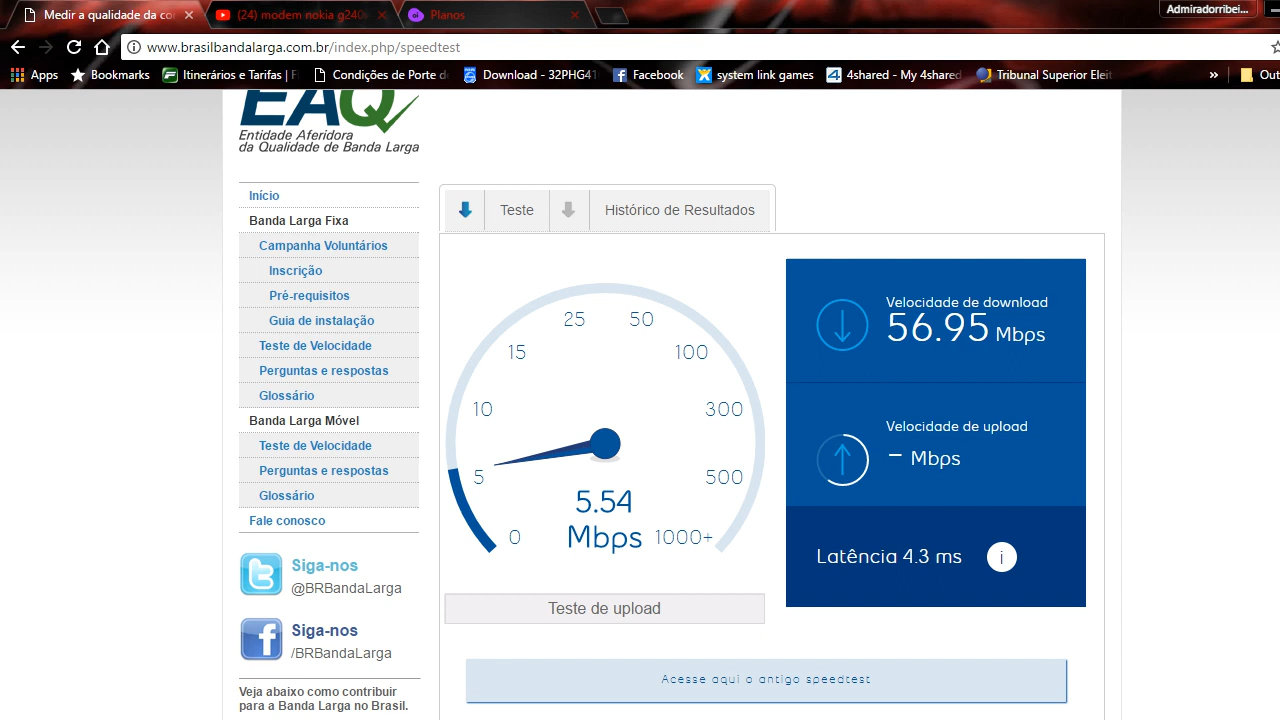 Medir a qualidade da co
(24) modem nokia g240
Planos
Admiradorribei...
www.brasilbandalarga.com.br/index.php/speedtest
Apps
Bookmarks
Itinerários e Tarifas | F
Condições de Porte d
Download - 32PHG41
Facebook
system link games
4shared - My 4shared
Tribunal Superior Eleit
»
Out
EAQ
Entidade Aferidora
da Qualidade de Banda Larga
Início
Banda Larga Fixa
Campanha Voluntários
Inscrição
Pré-requisitos
Guia de instalação
Teste de Velocidade
Perguntas e respostas
Glossário
Banda Larga Móvel
Teste de Velocidade
Perguntas e respostas
Glossário
Fale conosco
Siga-nos
@BRBandaLarga
Siga-nos
/BRBandaLarga
Veja abaixo como contribuir
para a Banda Larga no Brasil.
Teste
Histórico de Resultados
0
5
10
15
25
50
100
300
500
1000+
5.54
Mbps
Teste de upload
Velocidade de download
56.95 Mbps
Velocidade de upload
– Mbps
Latência 4.3 ms
i
Acesse aqui o antigo speedtest